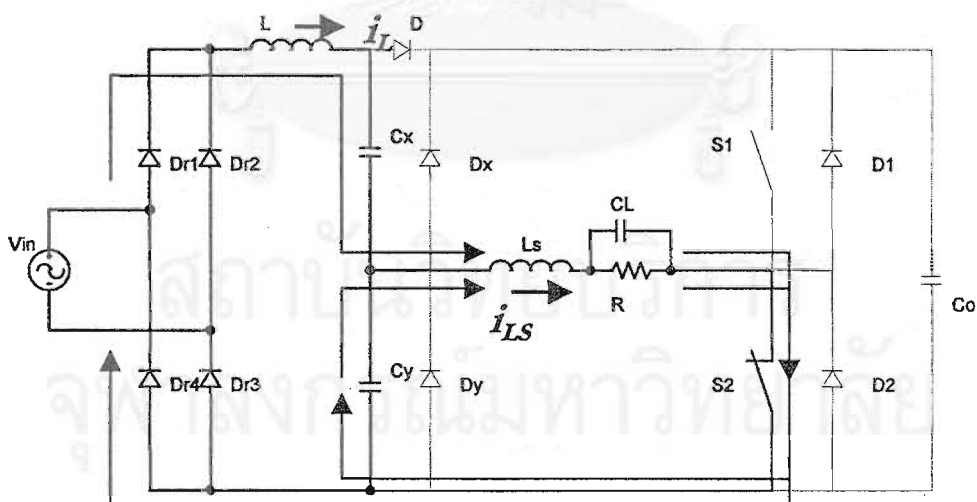 L
i_L
D
Cx
S1
Dr1
Dr2
Dx
D1
CL
Vin
Ls
R
i_LS
Co
Dr4
Dr3
Cy
Dy
S2
D2
สถาบันวิทยบริการ
จุฬาลงกรณ์มหาวิทยาลัย